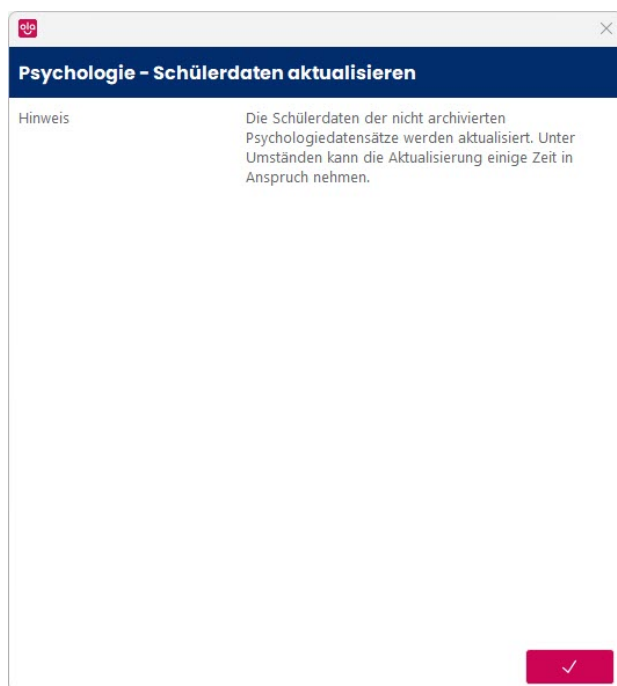 ola
Psychologie - Schülerdaten aktualisieren
Hinweis
Die Schülerdaten der nicht archivierten
Psychologiedatensätze werden aktualisiert. Unter
Umständen kann die Aktualisierung einige Zeit in
Anspruch nehmen.